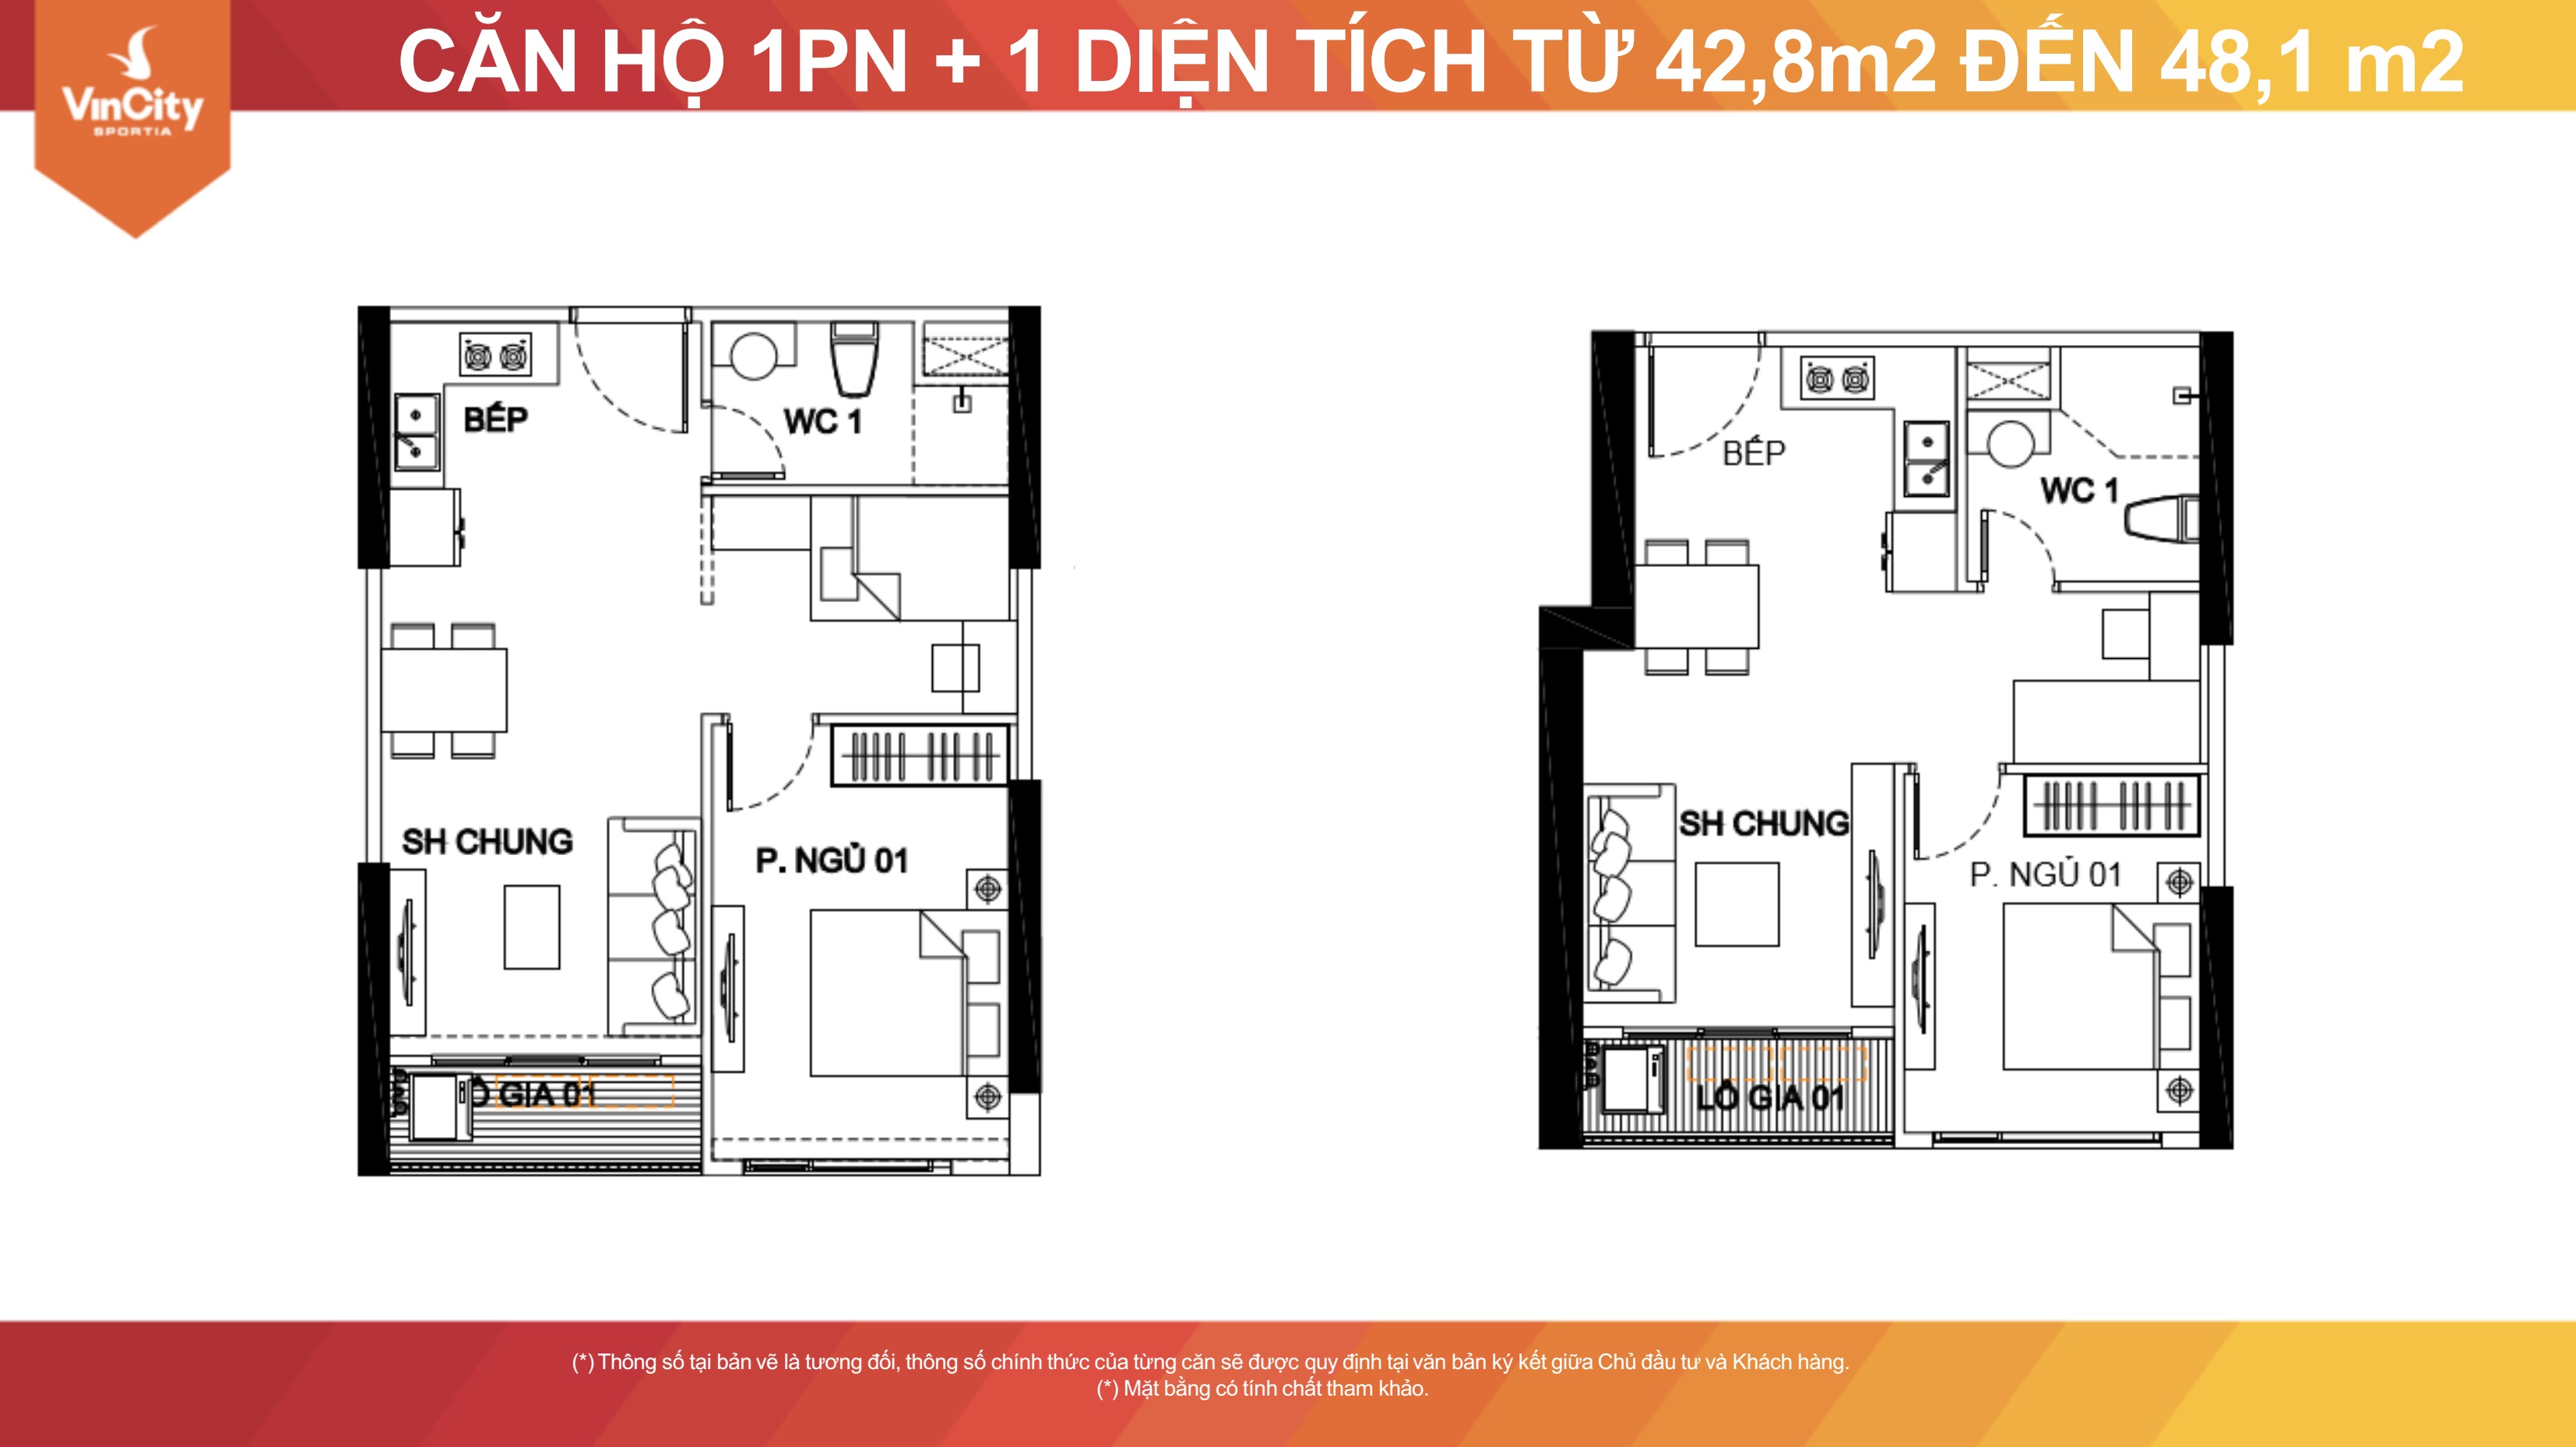 CĂN HỘ 1PN + 1 DIỆN TÍCH TỪ 42,8m2 ĐẾN 48,1 m2
VinCity
SPORTIA
BẾP
WC 1
SH CHUNG
P. NGỦ 01
LÔ GIA 01
BẾP
WC 1
SH CHUNG
P. NGỦ 01
LÔ GIA 01
(*) Thông số tại bản vẽ là tương đối, thông số chính thức của từng căn sẽ được quy định tại văn bản ký kết giữa Chủ đầu tư và Khách hàng.
(*) Mặt bằng có tính chất tham khảo.